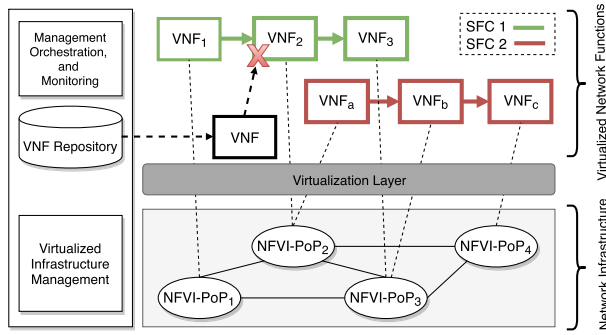 Management
Orchestration,
and
Monitoring
VNF Repository
Virtualized
Infrastructure
Management
VNF1
VNF2
VNF3
SFC 1
SFC 2
VNFa
VNFb
VNFc
VNF
Virtualization Layer
NFVI-PoP2
NFVI-PoP4
NFVI-PoP1
NFVI-PoP3
Virtualized Network Functions
Network Infrastructure